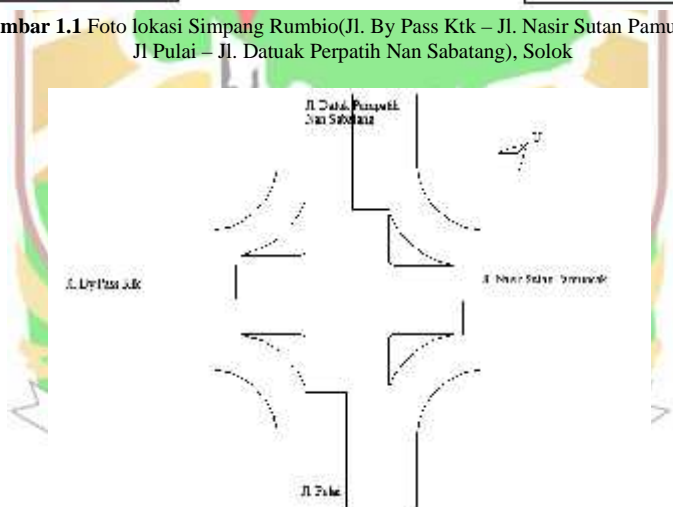 mbar 1.1 Foto lokasi Simpang Rumbio(Jl. By Pass Ktk – Jl. Nasir Sutan Pamu
Jl Pulai – Jl. Datuak Perpatih Nan Sabatang), Solok
Jl. Datuk Perpatih
Nan Sabatang
U
Jl. By Pass Ktk
Jl. Nasir Sutan Pamuncak
Jl Pulai